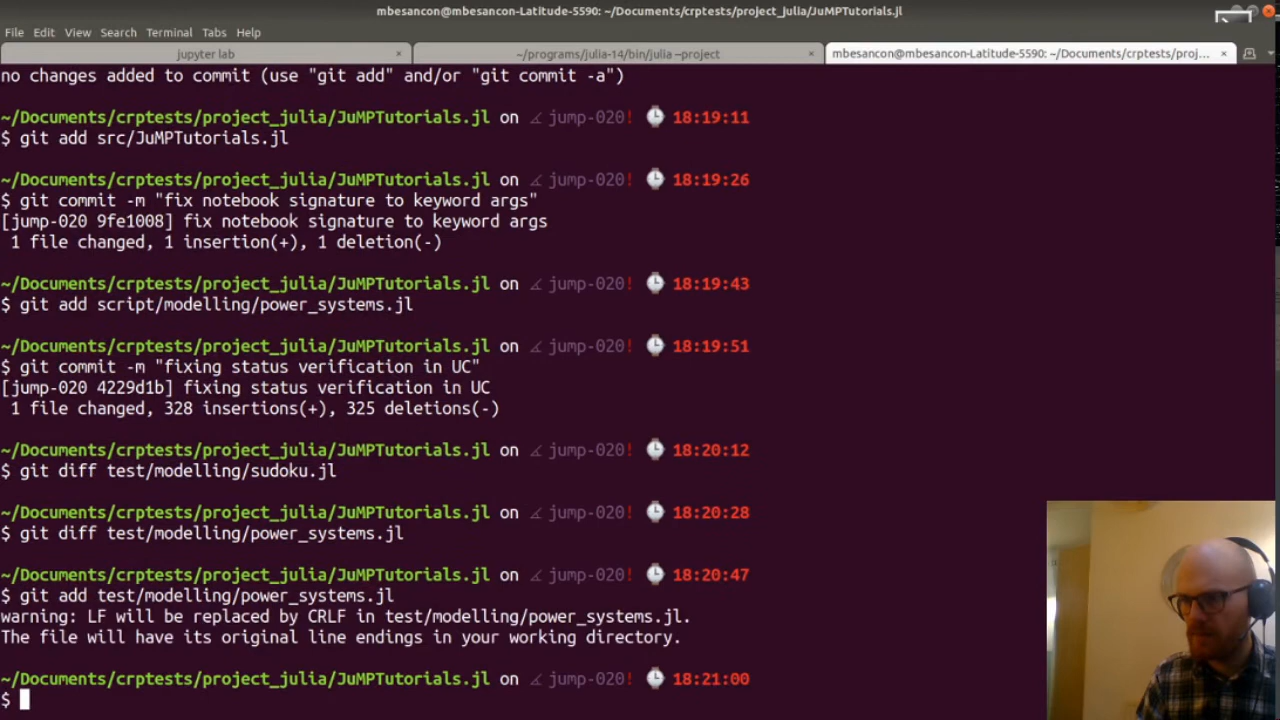 mbesancon@mbesancon-Latitude-5590: ~/Documents/crptests/project_julia/JuMPTutorials.jl
File Edit View Search Terminal Tabs Help
jupyter lab × ~/programs/julia-14/bin/julia --project × mbesancon@mbesancon-Latitude-5590: ~/Documents/crptests/proj... ×
no changes added to commit (use "git add" and/or "git commit -a")
~/Documents/crptests/project_julia/JuMPTutorials.jl on jump-020! 18:19:11
$ git add src/JuMPTutorials.jl
~/Documents/crptests/project_julia/JuMPTutorials.jl on jump-020! 18:19:26
$ git commit -m "fix notebook signature to keyword args"
[jump-020 9fe1008] fix notebook signature to keyword args
1 file changed, 1 insertion(+), 1 deletion(-)
~/Documents/crptests/project_julia/JuMPTutorials.jl on jump-020! 18:19:43
$ git add script/modelling/power_systems.jl
~/Documents/crptests/project_julia/JuMPTutorials.jl on jump-020! 18:19:51
$ git commit -m "fixing status verification in UC"
[jump-020 4229d1b] fixing status verification in UC
1 file changed, 328 insertions(+), 325 deletions(-)
~/Documents/crptests/project_julia/JuMPTutorials.jl on jump-020! 18:20:12
$ git diff test/modelling/sudoku.jl
~/Documents/crptests/project_julia/JuMPTutorials.jl on jump-020! 18:20:28
$ git diff test/modelling/power_systems.jl
~/Documents/crptests/project_julia/JuMPTutorials.jl on jump-020! 18:20:47
$ git add test/modelling/power_systems.jl
warning: LF will be replaced by CRLF in test/modelling/power_systems.jl.
The file will have its original line endings in your working directory.
~/Documents/crptests/project_julia/JuMPTutorials.jl on jump-020! 18:21:00
$